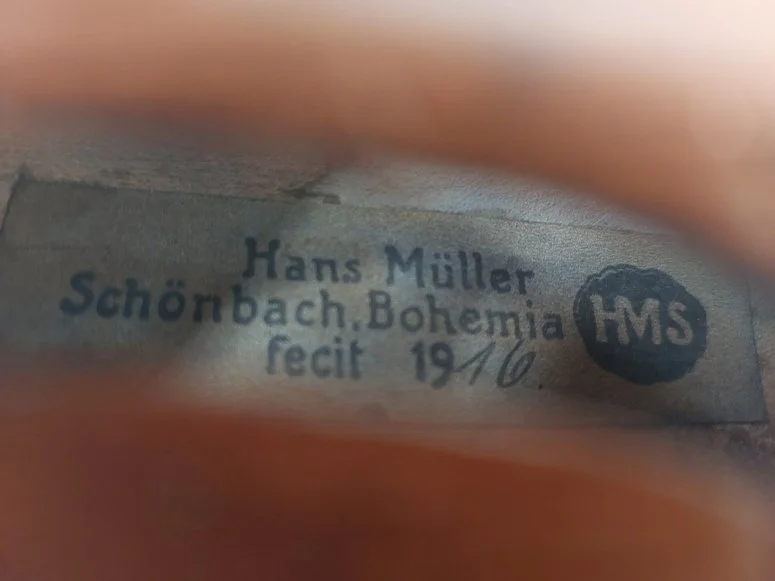 Hans Müller
Schönbach, Bohemia
fecit 1916.
HMS